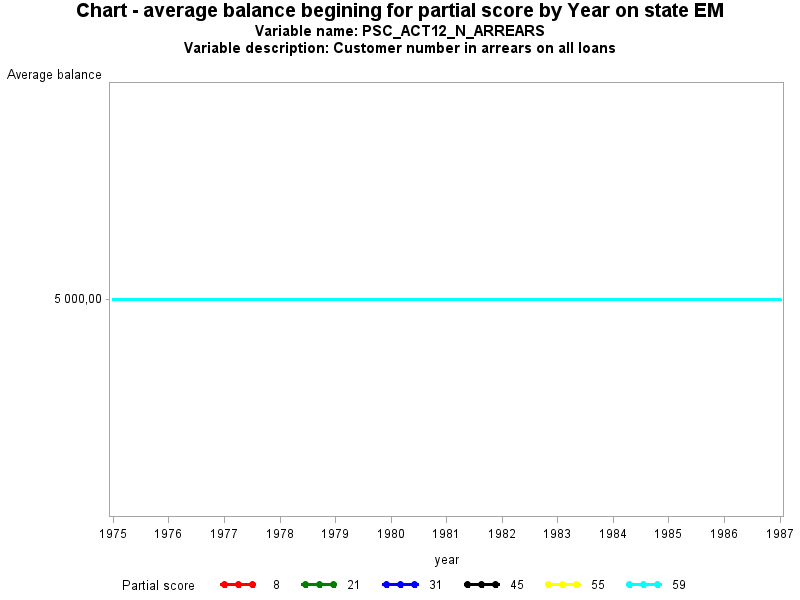 Chart - average balance begining for partial score by Year on state EM
Variable name: PSC_ACT12_N_ARREARS
Variable description: Customer number in arrears on all loans
Average balance
5 000,00
1975 1976 1977 1978 1979 1980 1981 1982 1983 1984 1985 1986 1987
year
Partial score 8 21 31 45 55 59